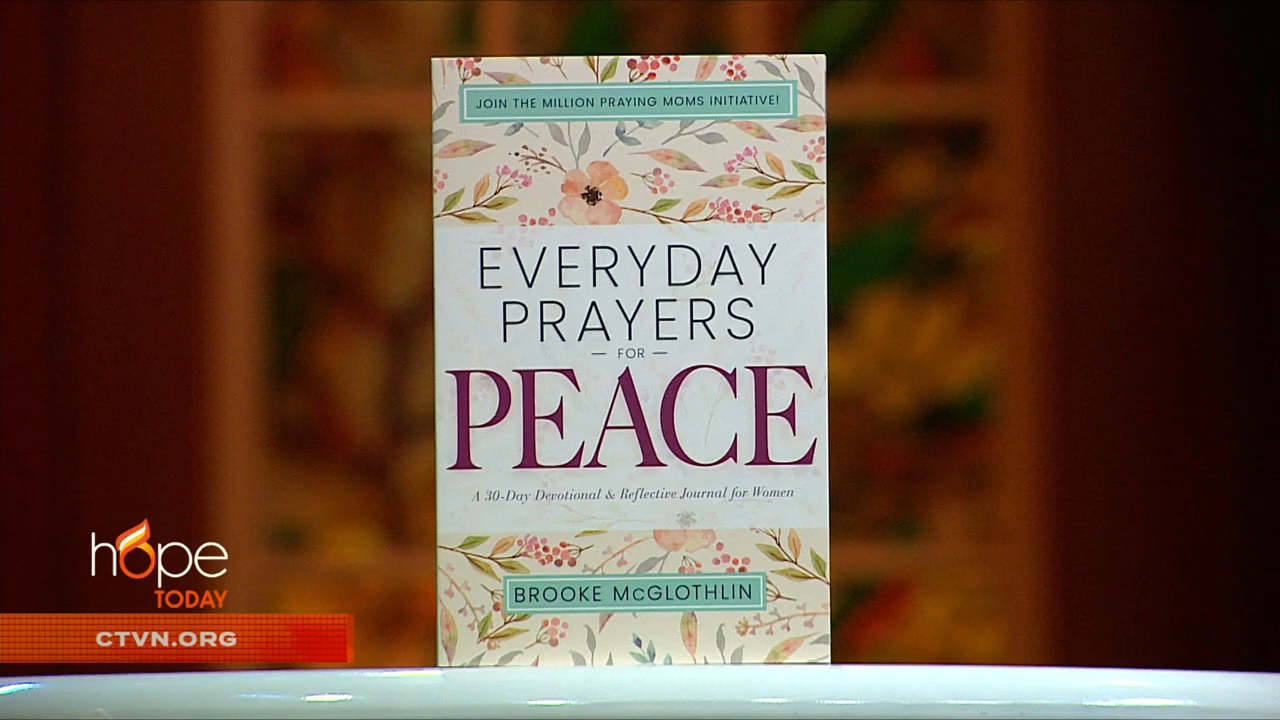 JOIN THE MILLION PRAYING MOMS INITIATIVE!
EVERYDAY
PRAYERS
— FOR —
PEACE
A 30-Day Devotional & Reflective Journal for Women
BROOKE McGLOTHLIN
hope
TODAY
CTVN.ORG